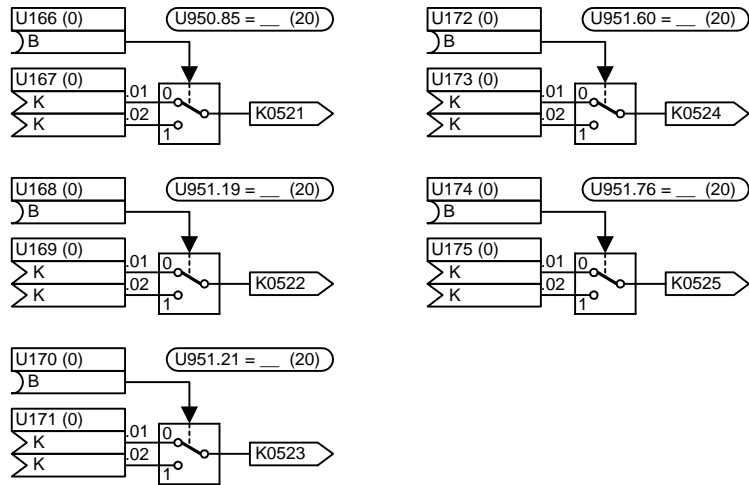 U166 (0)
U950.85 = __ (20)
B
U167 (0)
.01
0
K
K0521
K
.02
1
U168 (0)
U951.19 = __ (20)
B
U169 (0)
.01
0
K
K0522
K
.02
1
U170 (0)
U951.21 = __ (20)
B
U171 (0)
.01
0
K
K0523
K
.02
1
U172 (0)
U951.60 = __ (20)
B
U173 (0)
.01
0
K
K0524
K
.02
1
U174 (0)
U951.76 = __ (20)
B
U175 (0)
.01
0
K
K0525
K
.02
1